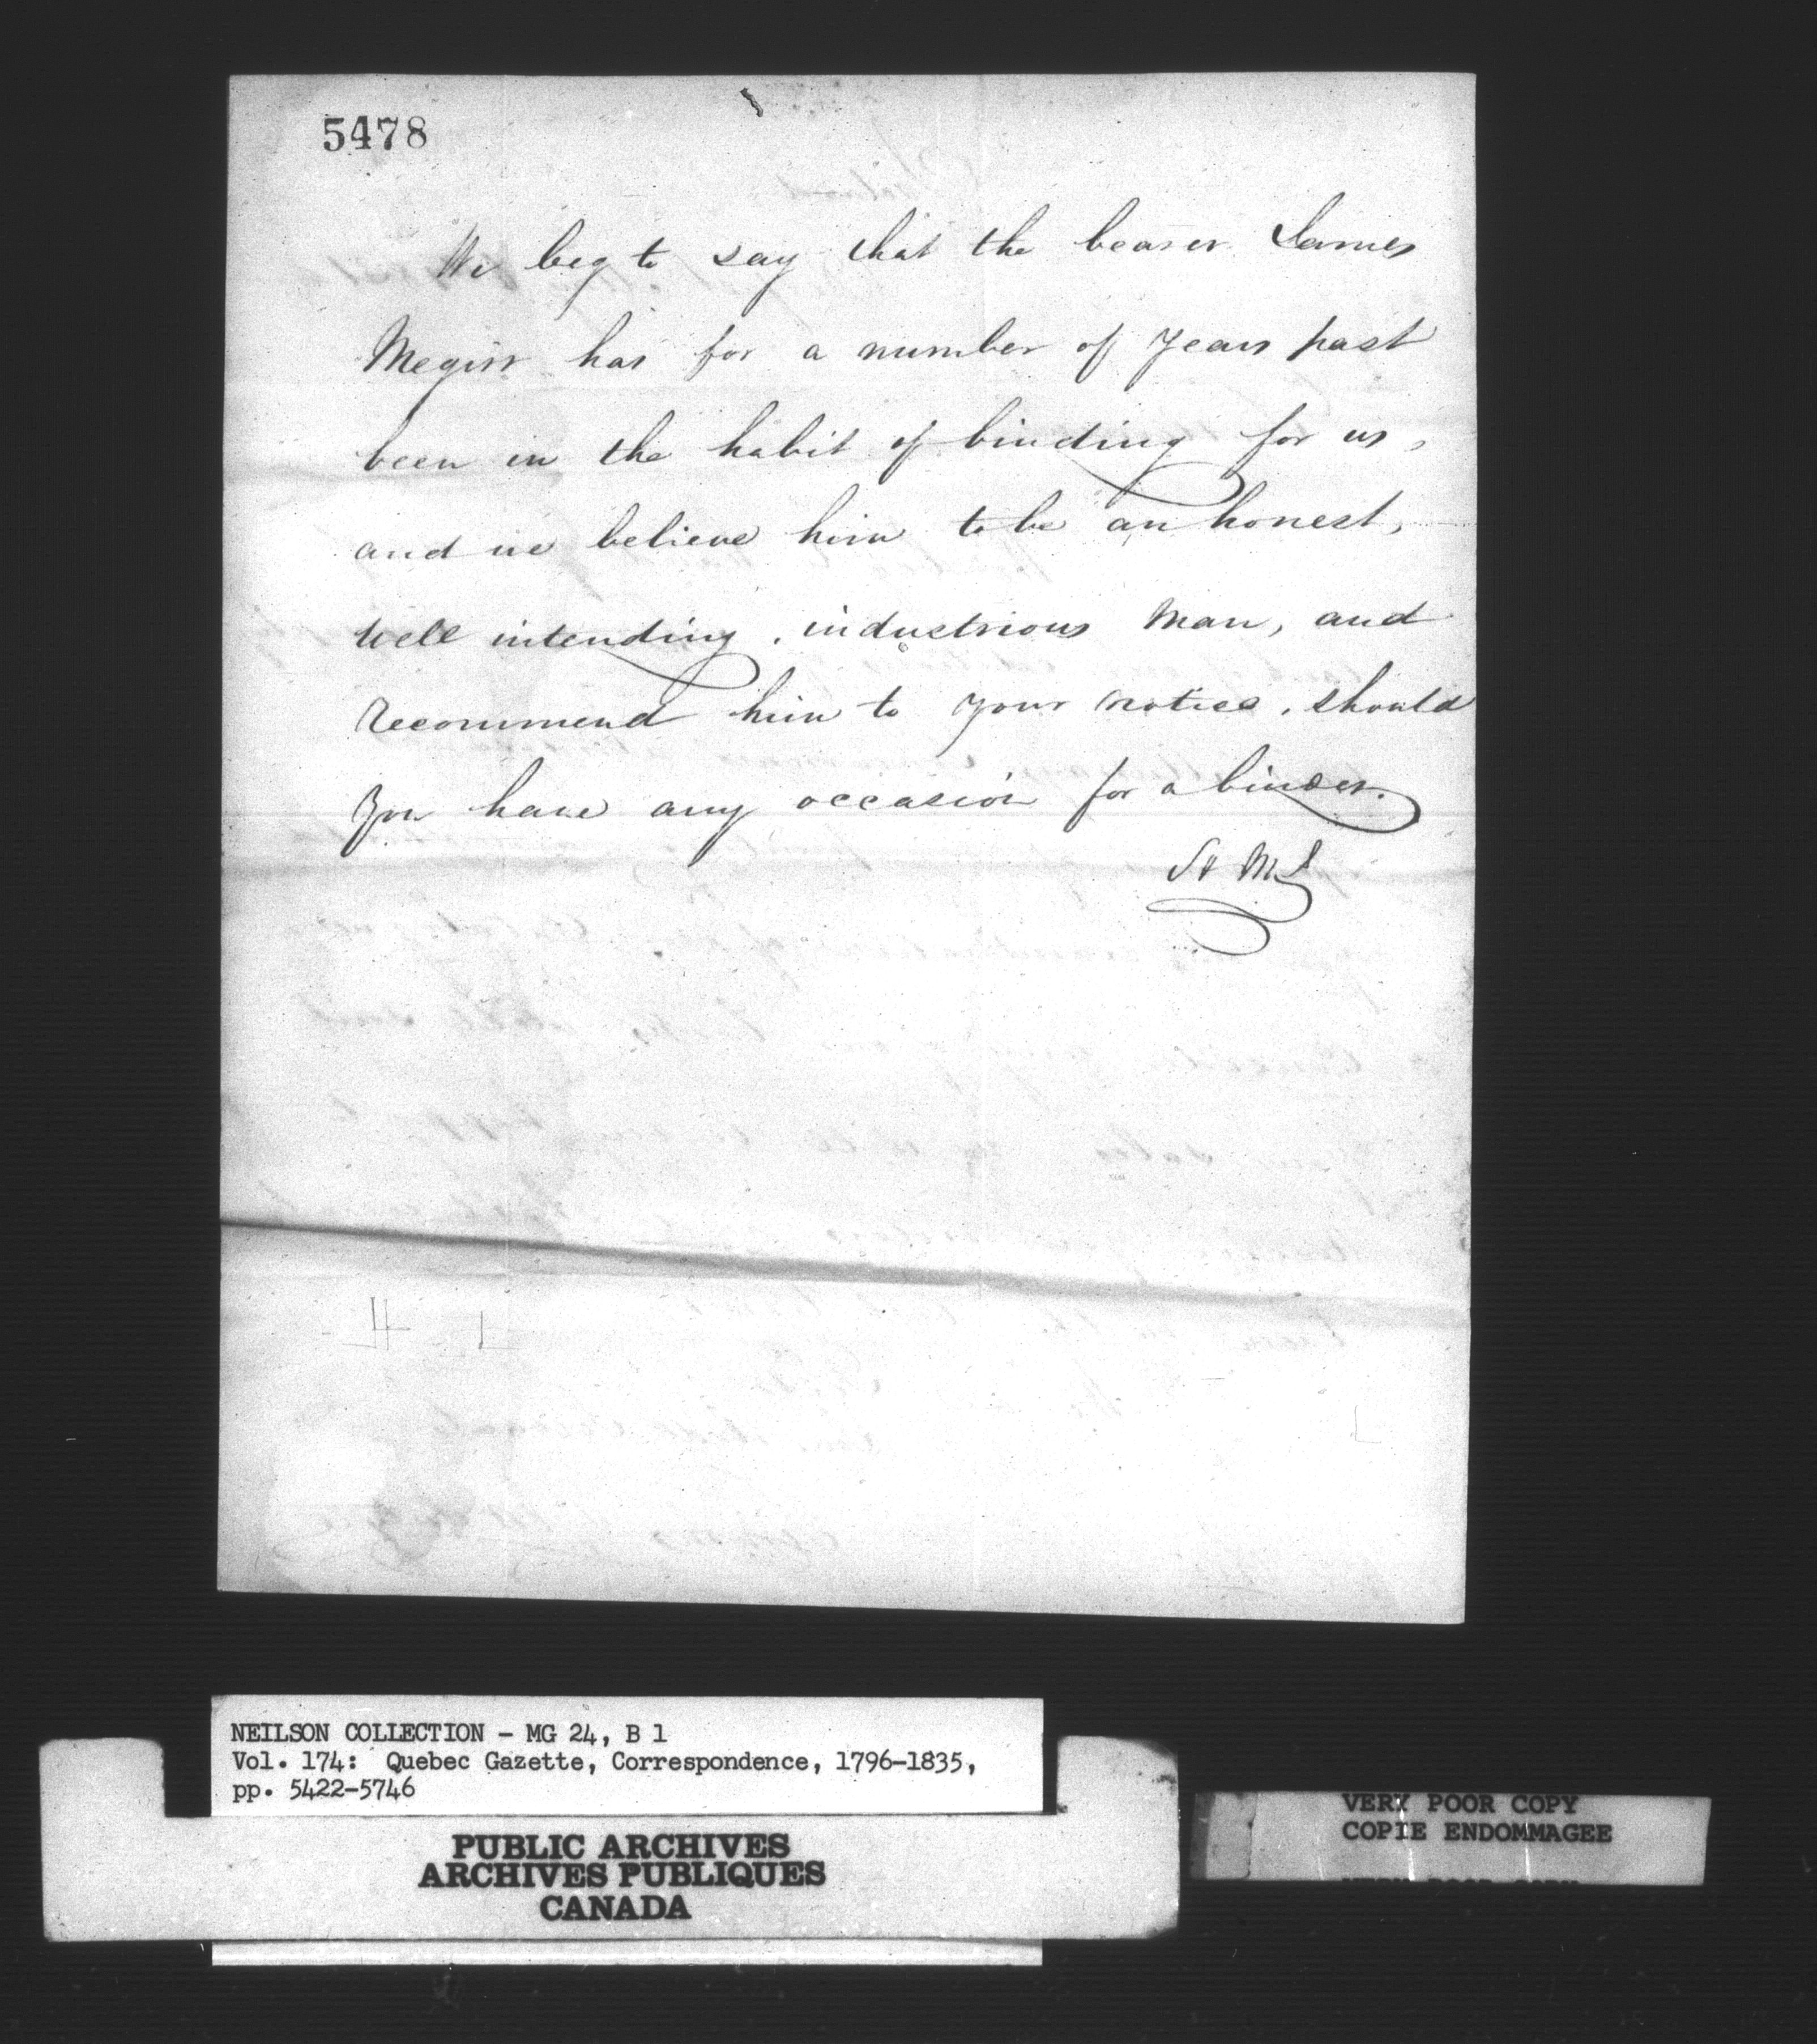 5478
We beg to say that the bearer James
Megirr has for a number of years past
been in the habit of binding for us,
and we believe him to be an honest,
well intending, industrious man, and
recommend him to your notice, should
you have any occasion for a binder.
NEILSON COLLECTION - MG 24, B 1
Vol. 174: Quebec Gazette, Correspondence, 1796-1835,
pp. 5422-5746
PUBLIC ARCHIVES
ARCHIVES PUBLIQUES
CANADA
VERY POOR COPY
COPIE ENDOMMAGEE
VERY POOR COPY